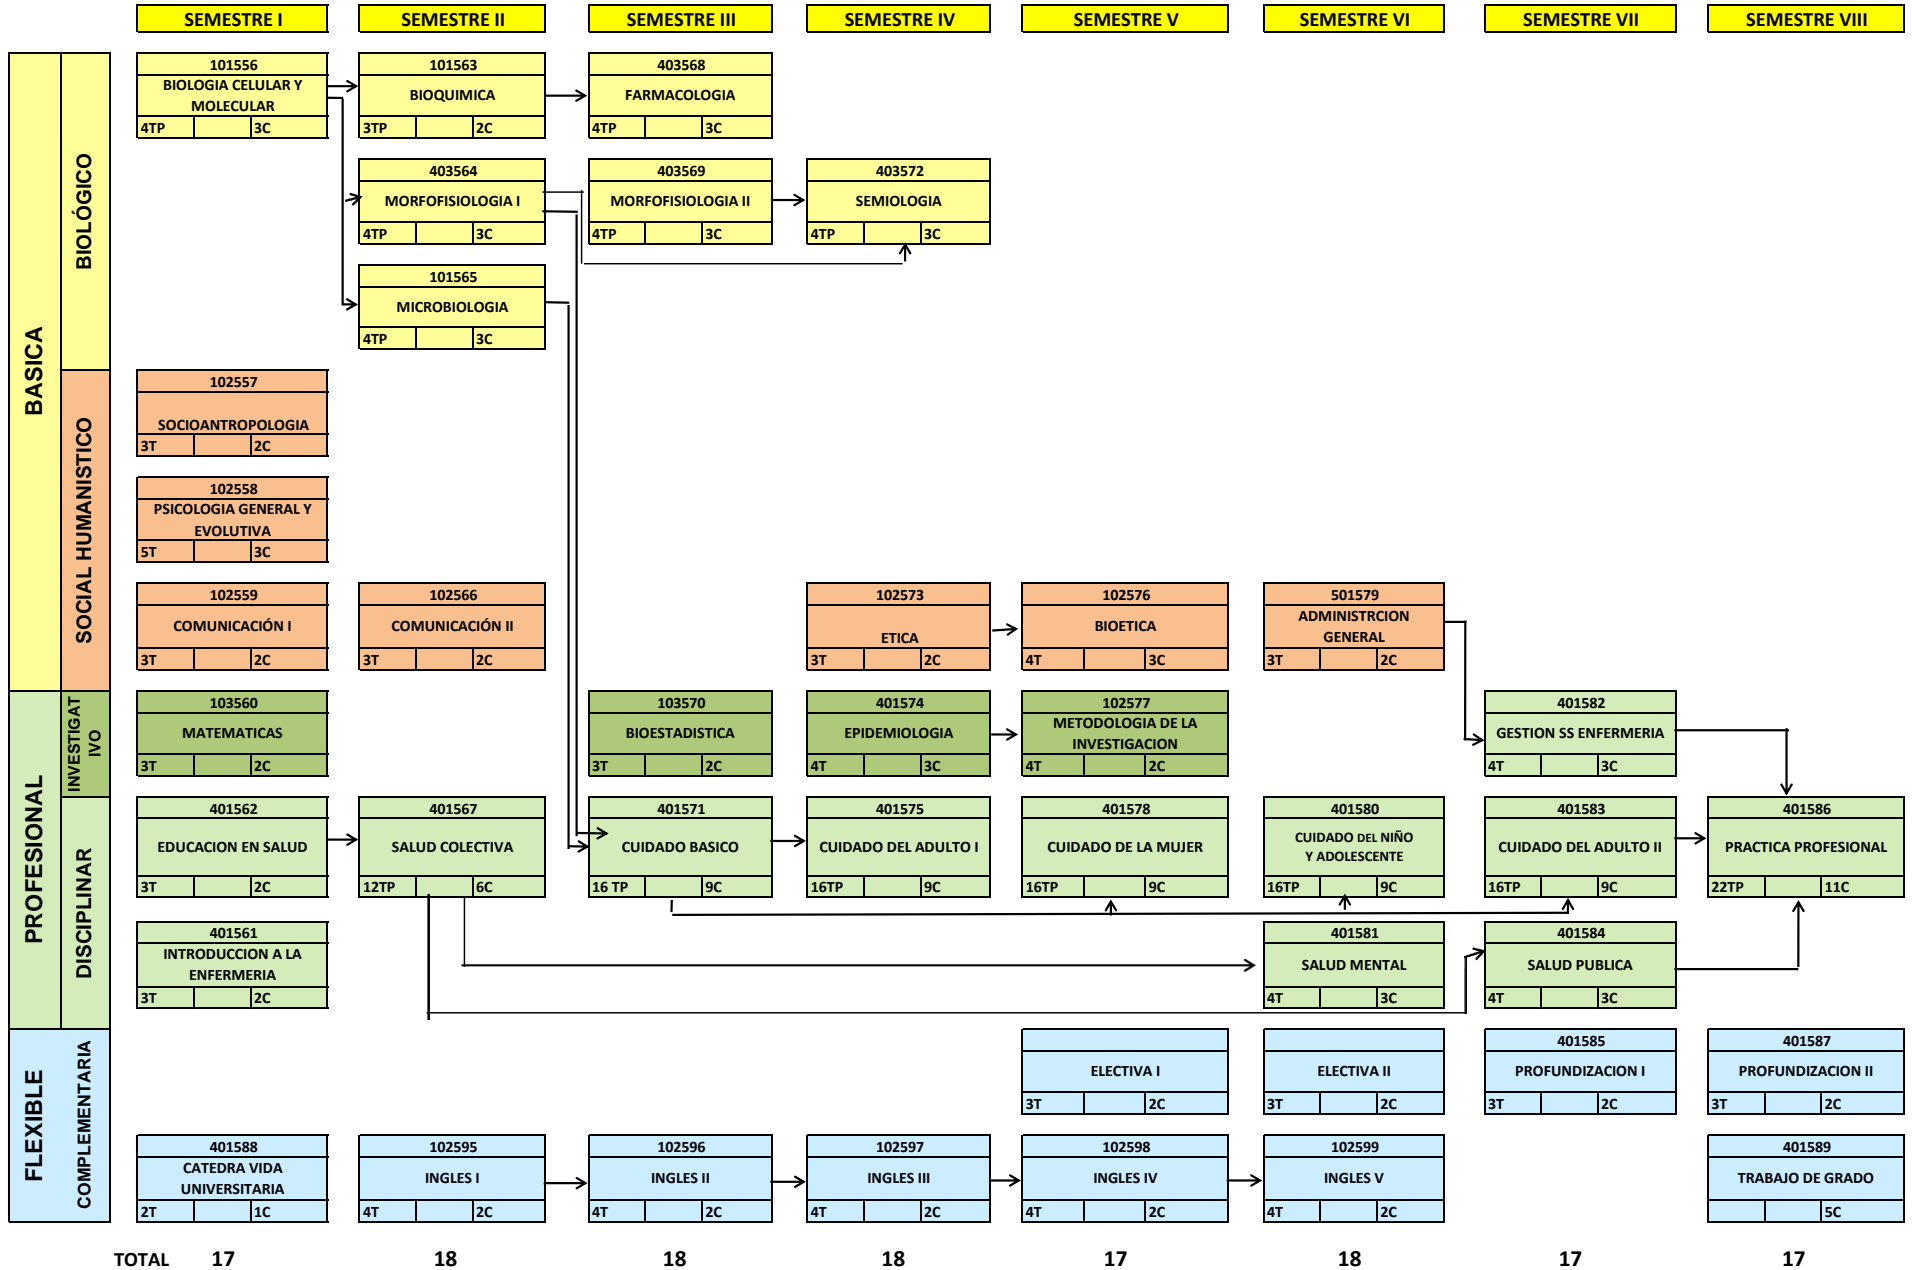 SEMESTRE I
SEMESTRE II
SEMESTRE III
SEMESTRE IV
SEMESTRE V
SEMESTRE VI
SEMESTRE VII
SEMESTRE VIII
BASICA
BIOLÓGICO
101556
BIOLOGIA CELULAR Y
MOLECULAR
4TP 3C
101563
BIOQUIMICA
3TP 2C
403568
FARMACOLOGIA
4TP 3C
403564
MORFOFISIOLOGIA I
4TP 3C
403569
MORFOFISIOLOGIA II
4TP 3C
403572
SEMIOLOGIA
4TP 3C
101565
MICROBIOLOGIA
4TP 3C
SOCIAL HUMANISTICO
102557
SOCIOANTROPOLOGIA
3T 2C
102558
PSICOLOGIA GENERAL Y
EVOLUTIVA
5T 3C
102559
COMUNICACIÓN I
3T 2C
102566
COMUNICACIÓN II
3T 2C
102573
ETICA
3T 2C
102576
BIOETICA
4T 3C
501579
ADMINISTRCION
GENERAL
3T 2C
PROFESIONAL
INVESTIGAT
IVO
103560
MATEMATICAS
3T 2C
103570
BIOESTADISTICA
3T 2C
401574
EPIDEMIOLOGIA
4T 3C
102577
METODOLOGIA DE LA
INVESTIGACION
4T 2C
401582
GESTION SS ENFERMERIA
4T 3C
DISCIPLINAR
401562
EDUCACION EN SALUD
3T 2C
401567
SALUD COLECTIVA
12TP 6C
401571
CUIDADO BASICO
16 TP 9C
401575
CUIDADO DEL ADULTO I
16TP 9C
401578
CUIDADO DE LA MUJER
16TP 9C
401580
CUIDADO DEL NIÑO
Y ADOLESCENTE
16TP 9C
401583
CUIDADO DEL ADULTO II
16TP 9C
401586
PRACTICA PROFESIONAL
22TP 11C
401561
INTRODUCCION A LA
ENFERMERIA
3T 2C
401581
SALUD MENTAL
4T 3C
401584
SALUD PUBLICA
4T 3C
FLEXIBLE
COMPLEMENTARIA
ELECTIVA I
3T 2C
ELECTIVA II
3T 2C
401585
PROFUNDIZACION I
3T 2C
401587
PROFUNDIZACION II
3T 2C
401588
CATEDRA VIDA
UNIVERSITARIA
2T 1C
102595
INGLES I
4T 2C
102596
INGLES II
4T 2C
102597
INGLES III
4T 2C
102598
INGLES IV
4T 2C
102599
INGLES V
4T 2C
401589
TRABAJO DE GRADO
5C
TOTAL 17 18 18 18 17 18 17 17